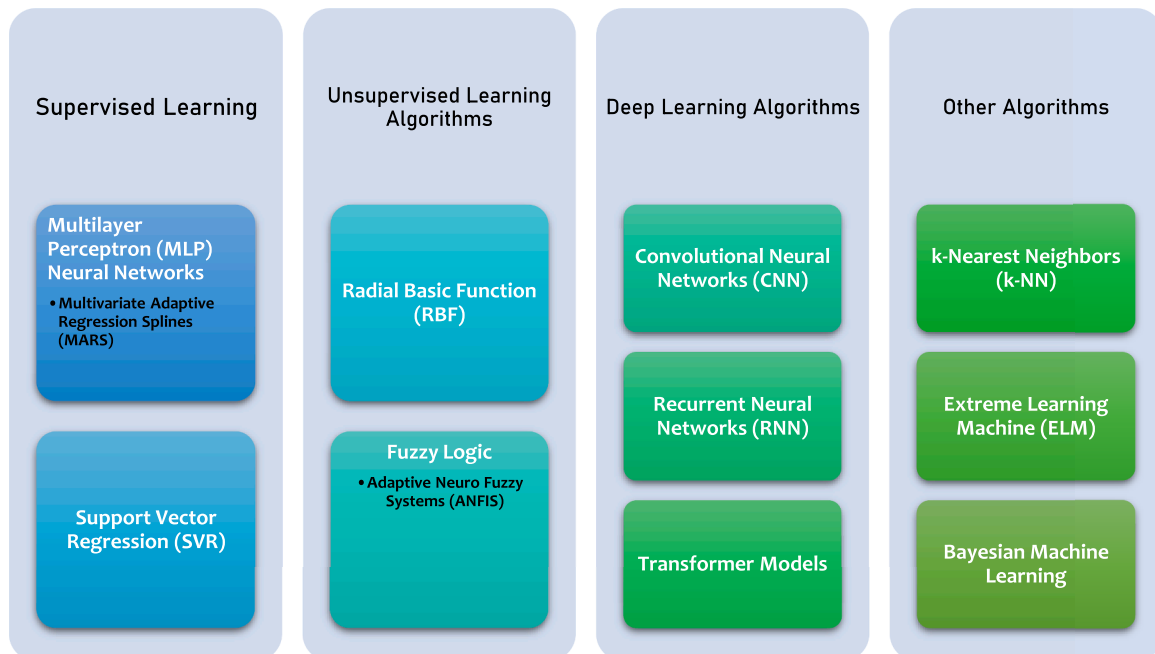 Supervised Learning
Multilayer
Perceptron (MLP)
Neural Networks
•Multivariate Adaptive
Regression Splines
(MARS)
Support Vector
Regression (SVR)
Unsupervised Learning
Algorithms
Radial Basic Function
(RBF)
Fuzzy Logic
•Adaptive Neuro Fuzzy
Systems (ANFIS)
Deep Learning Algorithms
Convolutional Neural
Networks (CNN)
Recurrent Neural
Networks (RNN)
Transformer Models
Other Algorithms
k-Nearest Neighbors
(k-NN)
Extreme Learning
Machine (ELM)
Bayesian Machine
Learning